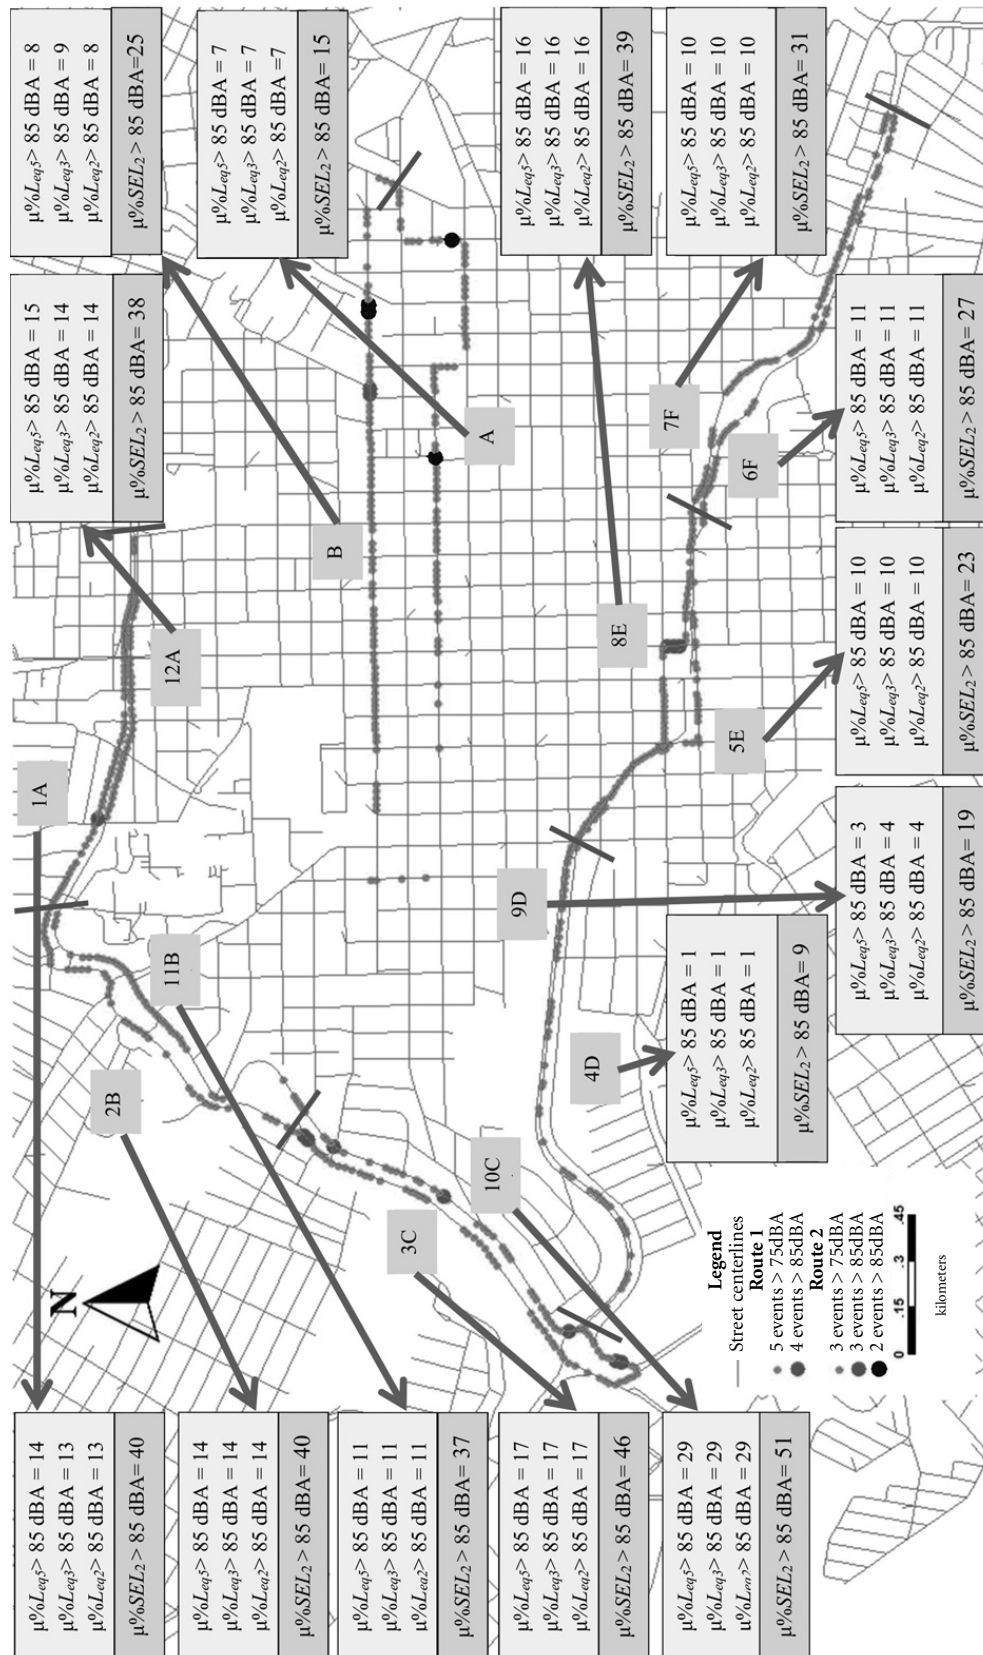 μ%Leq5> 85 dBA = 14
μ%Leq3> 85 dBA = 13
μ%Leq2> 85 dBA = 13
μ%SEL2 > 85 dBA= 40
μ%Leq5> 85 dBA = 15
μ%Leq3> 85 dBA = 14
μ%Leq2> 85 dBA = 14
μ%SEL2 > 85 dBA = 38
μ%Leq5> 85 dBA = 8
μ%Leq3> 85 dBA = 9
μ%Leq2> 85 dBA = 8
μ%SEL2 > 85 dBA=25
N
1A
2B
11B
12A
μ%Leq5> 85 dBA = 14
μ%Leq3> 85 dBA = 14
μ%Leq2> 85 dBA = 14
μ%SEL2 > 85 dBA= 40
μ%Leq5> 85 dBA = 7
μ%Leq3> 85 dBA = 7
μ%Leq2> 85 dBA =7
μ%SEL2 > 85 dBA= 15
B
μ%Leq5> 85 dBA = 11
μ%Leq3> 85 dBA = 11
μ%Leq2> 85 dBA = 11
μ%SEL2 > 85 dBA= 37
3C
10C
9D
A
μ%Leq5> 85 dBA = 17
μ%Leq3> 85 dBA = 17
μ%Leq2> 85 dBA = 17
μ%SEL2 > 85 dBA= 46
μ%Leq5> 85 dBA = 16
μ%Leq3> 85 dBA = 16
μ%Leq2> 85 dBA = 16
μ%SEL2 > 85 dBA= 39
4D
8E
7F
μ%Leq5> 85 dBA = 29
μ%Leq3> 85 dBA = 29
μ%Leq2> 85 dBA = 29
μ%SEL2 > 85 dBA= 51
μ%Leq5> 85 dBA = 1
μ%Leq3> 85 dBA = 1
μ%Leq2> 85 dBA = 1
μ%SEL2 > 85 dBA= 9
μ%Leq5> 85 dBA = 10
μ%Leq3> 85 dBA = 10
μ%Leq2> 85 dBA = 10
μ%SEL2 > 85 dBA= 31
5E
6F
Legend
Street centerlines
Route 1
5 events > 75dBA
4 events > 85dBA
Route 2
3 events > 75dBA
3 events > 85dBA
2 events > 85dBA
0 .15 .3 .45
kilometers
μ%Leq5> 85 dBA = 3
μ%Leq3> 85 dBA = 4
μ%Leq2> 85 dBA = 4
μ%SEL2 > 85 dBA= 19
μ%Leq5> 85 dBA = 10
μ%Leq3> 85 dBA = 10
μ%Leq2> 85 dBA = 10
μ%SEL2 > 85 dBA= 23
μ%Leq5> 85 dBA = 11
μ%Leq3> 85 dBA = 11
μ%Leq2> 85 dBA = 11
μ%SEL2 > 85 dBA= 27